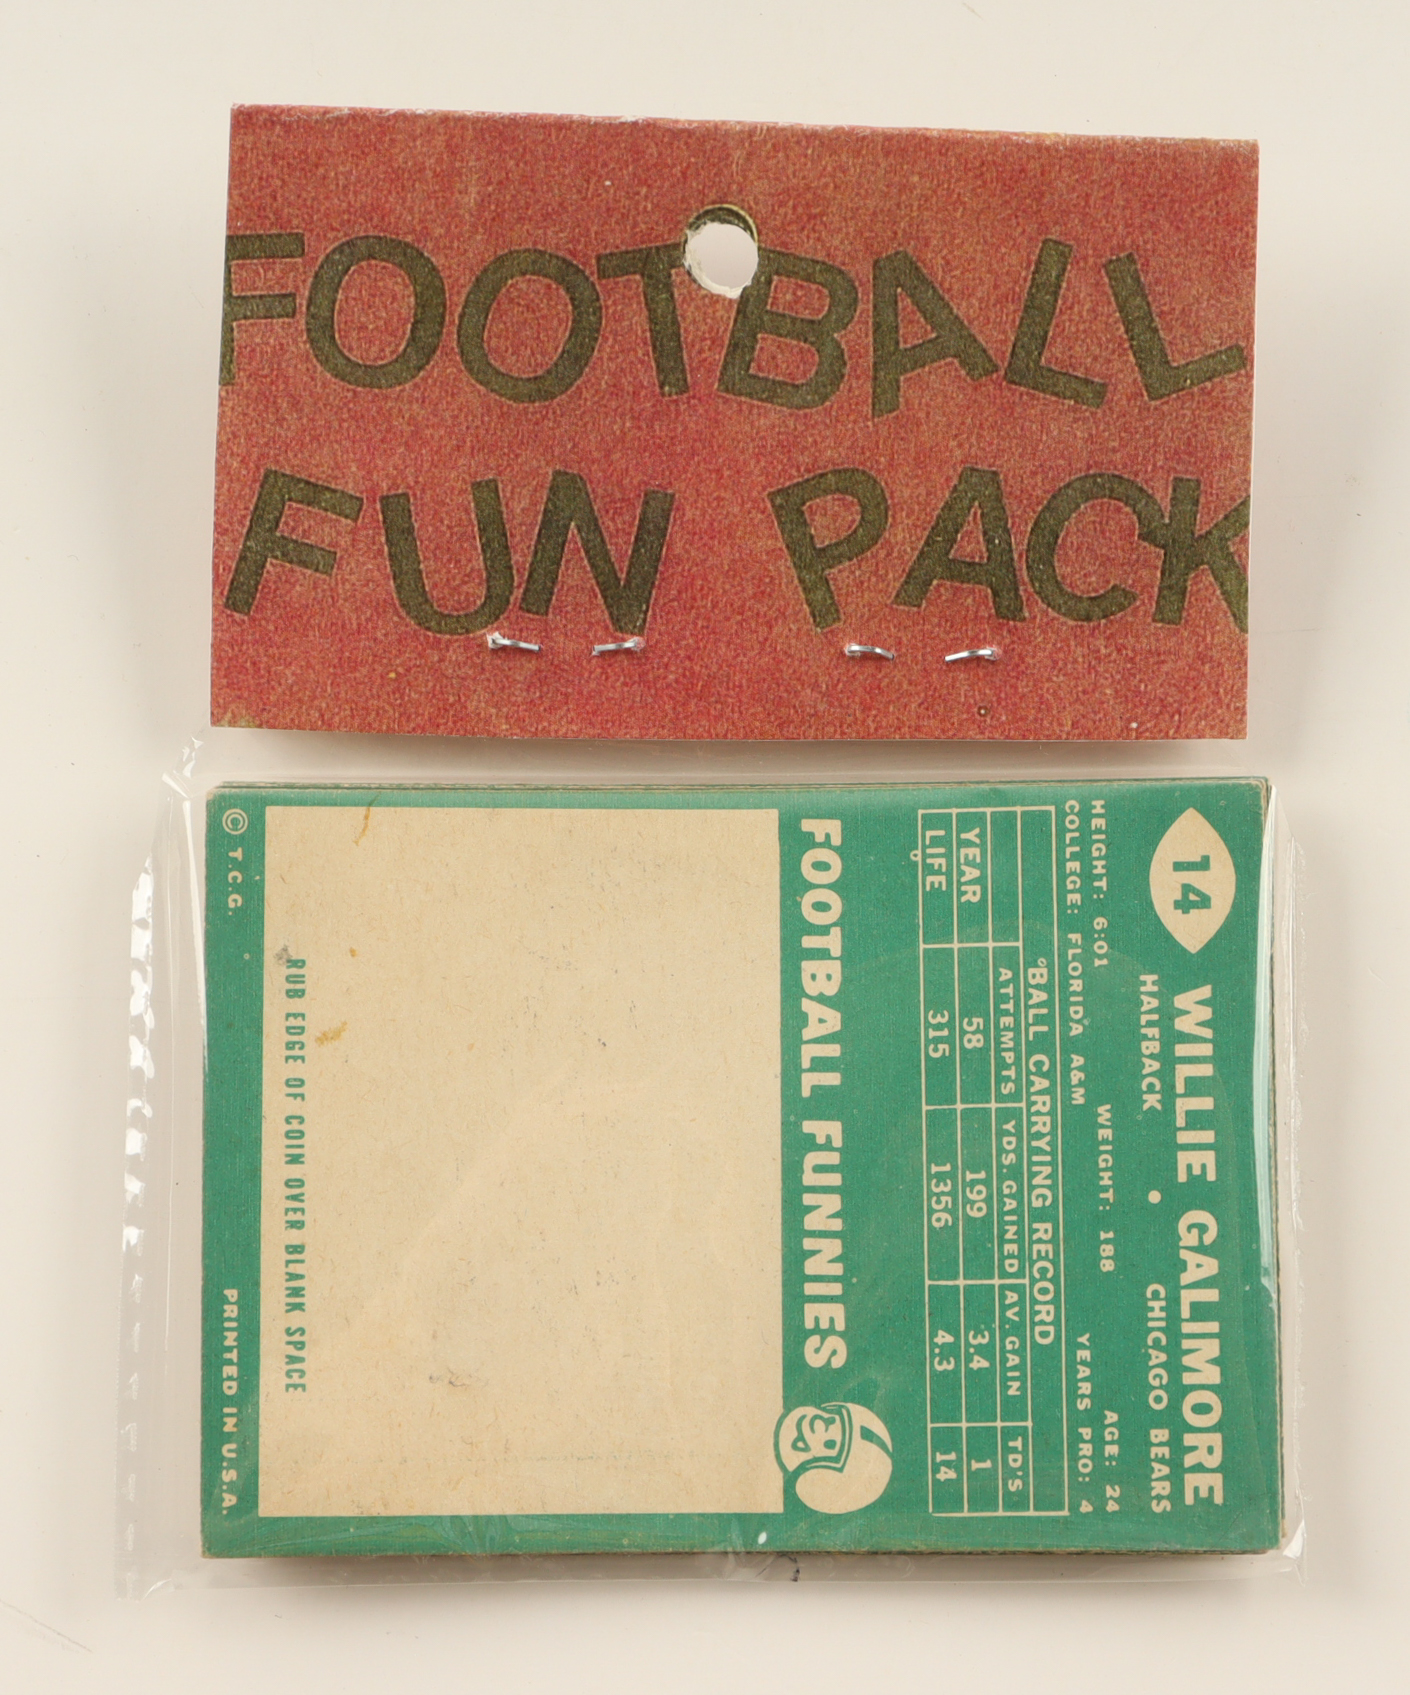 FOOTBALL
FUN PACK
14
WILLIE GALIMORE
HALFBACK • CHICAGO BEARS
HEIGHT: 6:01 WEIGHT: 188 AGE: 24
COLLEGE: FLORIDA A&M YEARS PRO: 4
BALL CARRYING RECORD
ATTEMPTS YDS. GAINED AV. GAIN TD'S
YEAR 58 199 3.4 1
LIFE 315 1356 4.3 14
FOOTBALL FUNNIES
RUB EDGE OF COIN OVER BLANK SPACE
© T.C.G. PRINTED IN U.S.A.